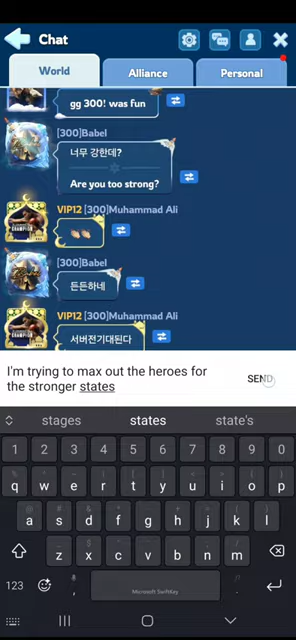 Chat
World
Alliance
Personal
gg 300! was fun
[300]Babel
너무 강한데?
Are you too strong?
VIP12 [300]Muhammad Ali
[300]Babel
든든하네
VIP12 [300]Muhammad Ali
서버전기대된다
I'm trying to max out the heroes for
the stronger states
SEND
stages states state's
1 2 3 4 5 6 7 8 9 0
q w e r t y u i o p
a s d f g h j k l
z x c v b n m
123
Microsoft SwiftKey